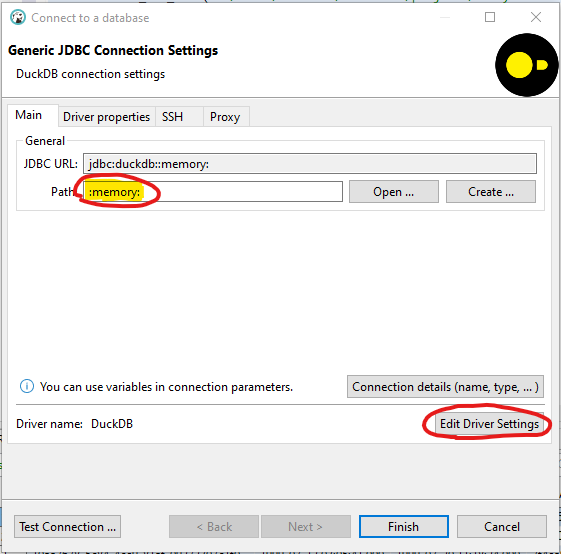 Connect to a database
Generic JDBC Connection Settings
DuckDB connection settings
Main Driver properties SSH Proxy
General
JDBC URL: jdbc:duckdb::memory:
Path: :memory: Open ... Create ...
You can use variables in connection parameters. Connection details (name, type, ... )
Driver name: DuckDB Edit Driver Settings
Test Connection ... < Back Next > Finish Cancel